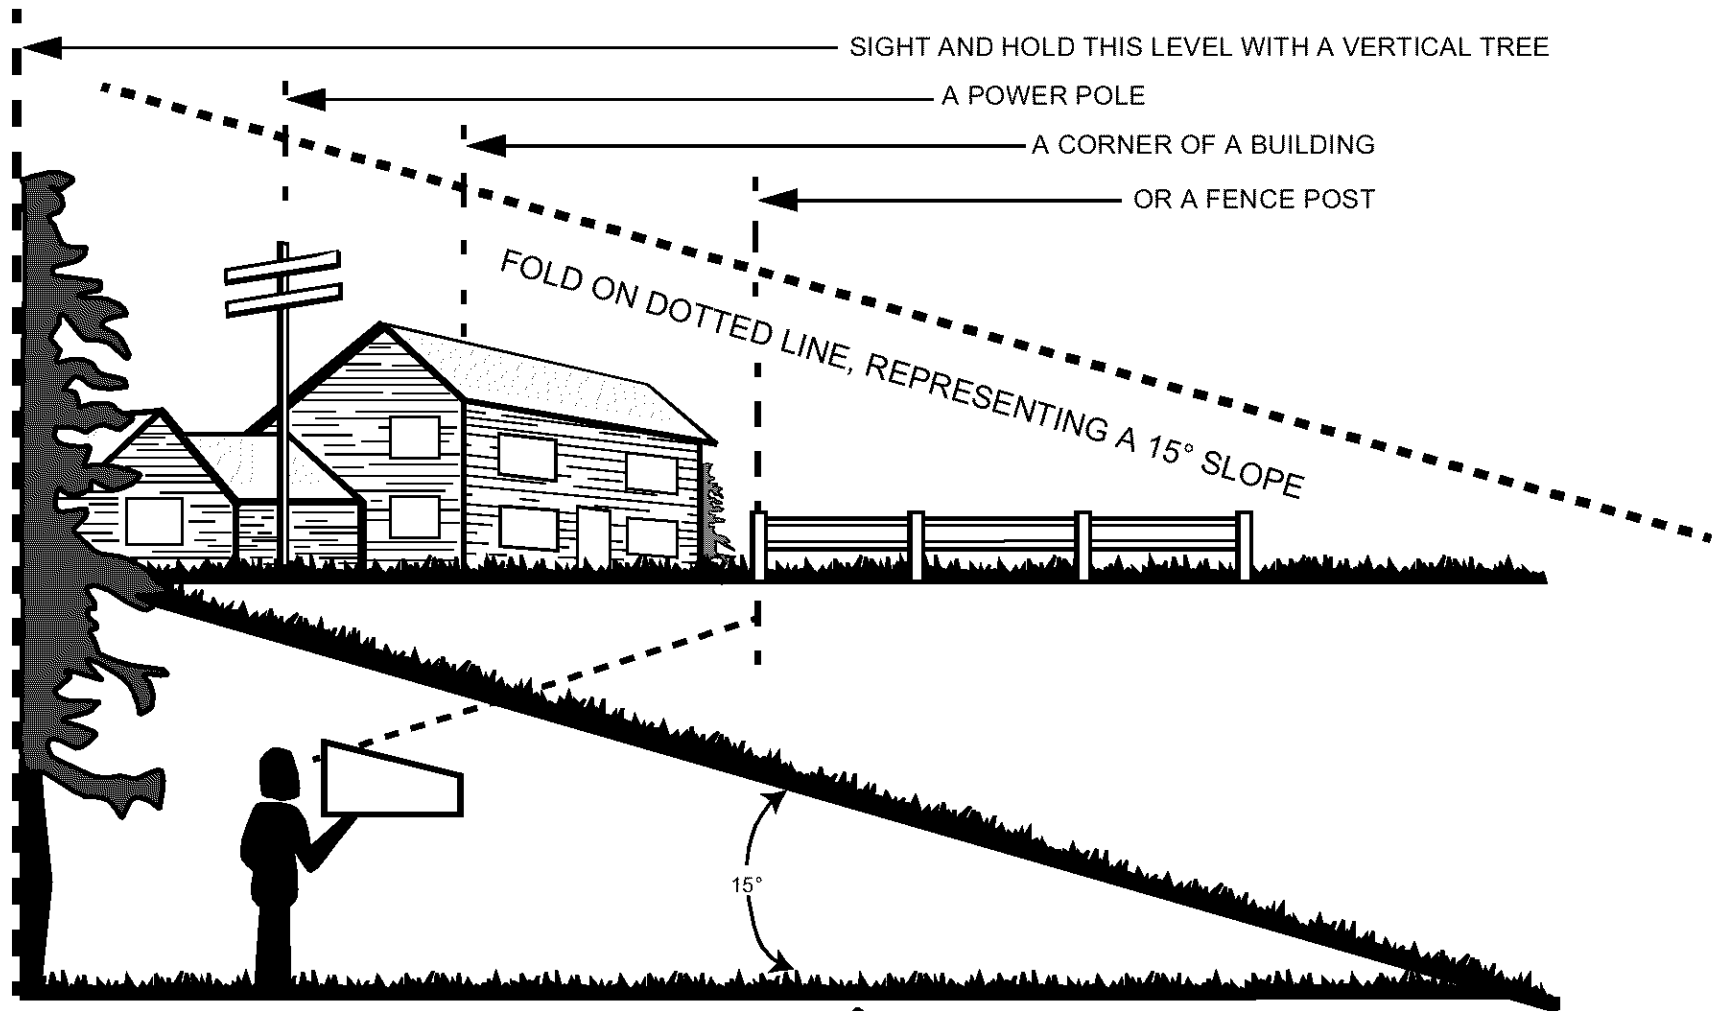 SIGHT AND HOLD THIS LEVEL WITH A VERTICAL TREE
A POWER POLE
A CORNER OF A BUILDING
OR A FENCE POST
FOLD ON DOTTED LINE, REPRESENTING A 15° SLOPE
15°